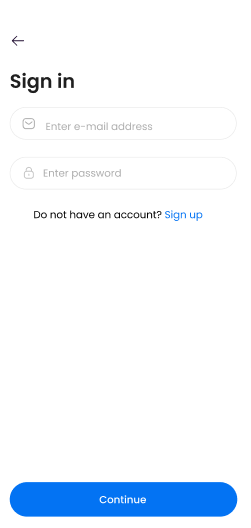 Sign in
Enter e-mail address
Enter password
Do not have an account? Sign up
Continue